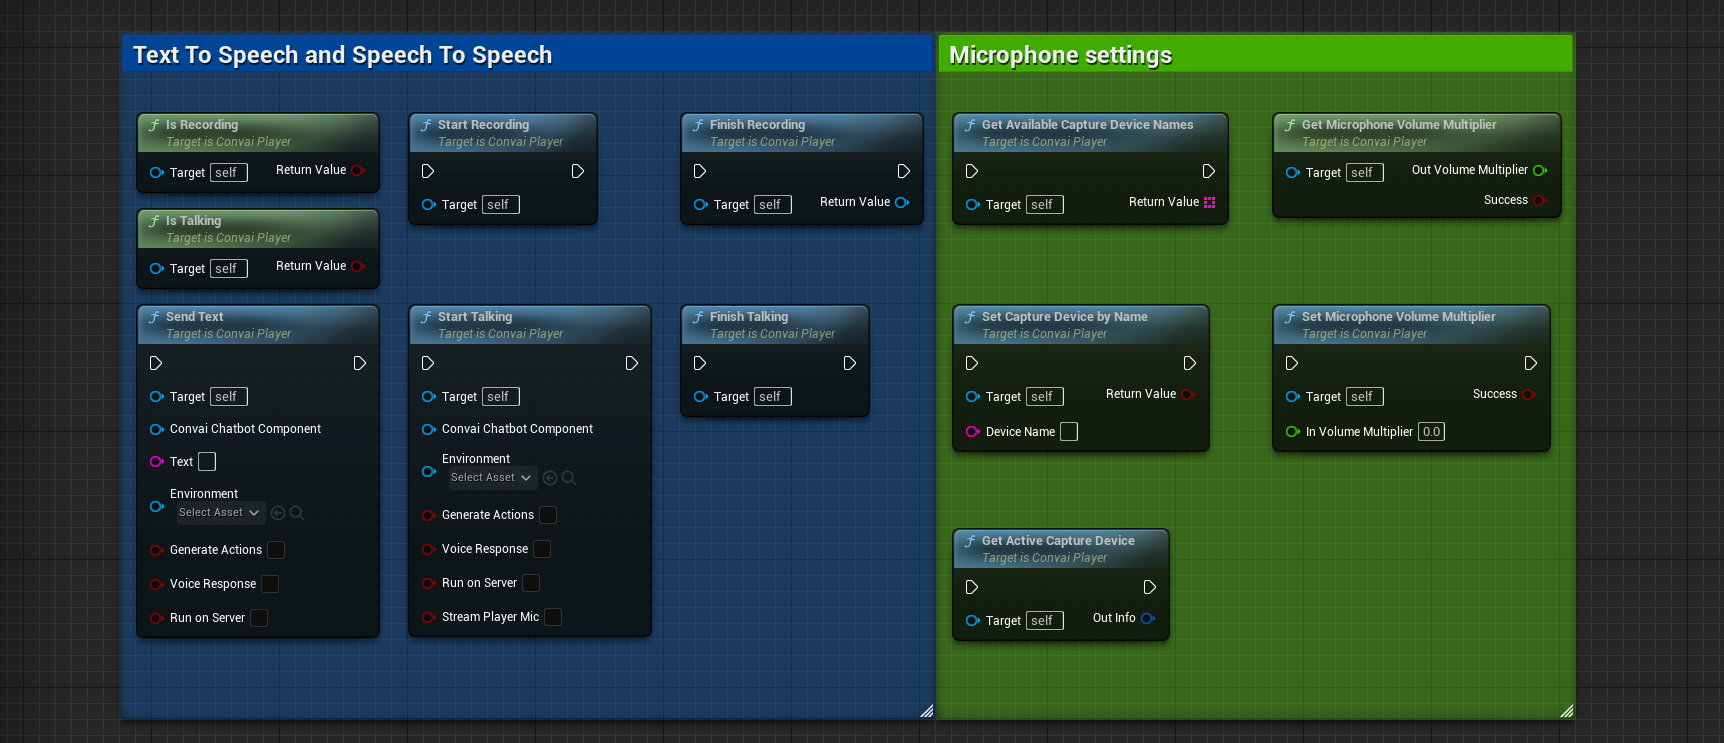 Text To Speech and Speech To Speech
Is Recording
Target is Convai Player
Target self Return Value
Start Recording
Target is Convai Player
Target self
Finish Recording
Target is Convai Player
Target self Return Value
Is Talking
Target is Convai Player
Target self Return Value
Send Text
Target is Convai Player
Target self
Convai Chatbot Component
Text
Environment
Select Asset
Generate Actions
Voice Response
Run on Server
Start Talking
Target is Convai Player
Target self
Convai Chatbot Component
Environment
Select Asset
Generate Actions
Voice Response
Run on Server
Stream Player Mic
Finish Talking
Target is Convai Player
Target self
Microphone settings
Get Available Capture Device Names
Target is Convai Player
Target self Return Value
Get Microphone Volume Multiplier
Target is Convai Player
Target self Out Volume Multiplier
Success
Set Capture Device by Name
Target is Convai Player
Target self Return Value
Device Name
Set Microphone Volume Multiplier
Target is Convai Player
Target self Success
In Volume Multiplier 0.0
Get Active Capture Device
Target is Convai Player
Target self Out Info